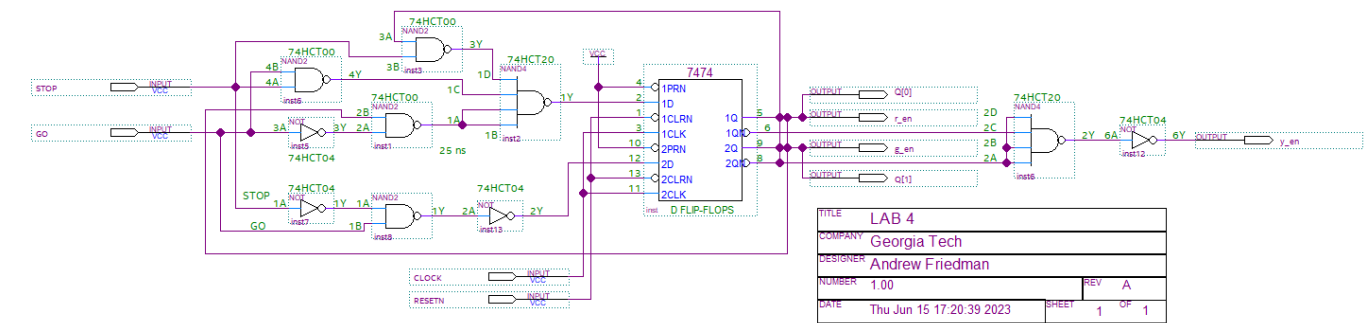 74HCT00
NAND2
3A
3Y
3B
inst3
74HCT00
NAND2
4B
4A
4Y
inst6
STOP
INPUT
VCC
74HCT20
NAND4
1D
1C
1A
1B
1Y
inst2
74HCT00
NAND2
2B
2A
inst1
25 ns
GO
INPUT
VCC
NOT
3A
3Y
inst5
74HCT04
74HCT04
NOT
STOP
1A
1Y
inst7
GO
NAND2
1A
1B
1Y
inst8
74HCT04
NOT
2A
2Y
inst13
CLOCK
INPUT
VCC
RESETN
INPUT
VCC
VCC
7474
4 1PRN
2 1D
1 1CLRN
3 1CLK
10 2PRN
12 2D
13 2CLRN
11 2CLK
1Q 5
1QN 6
2Q 9
2QN 8
inst
D FLIP-FLOPS
OUTPUT Q[0]
OUTPUT r_en
OUTPUT g_en
OUTPUT Q[1]
74HCT20
NAND4
2D
2C
2B
2A
2Y
inst6
74HCT04
NOT
6A
6Y
inst12
OUTPUT y_en
TITLE LAB 4
COMPANY Georgia Tech
DESIGNER Andrew Friedman
NUMBER 1.00 REV A
DATE Thu Jun 15 17:20:39 2023 SHEET 1 OF 1